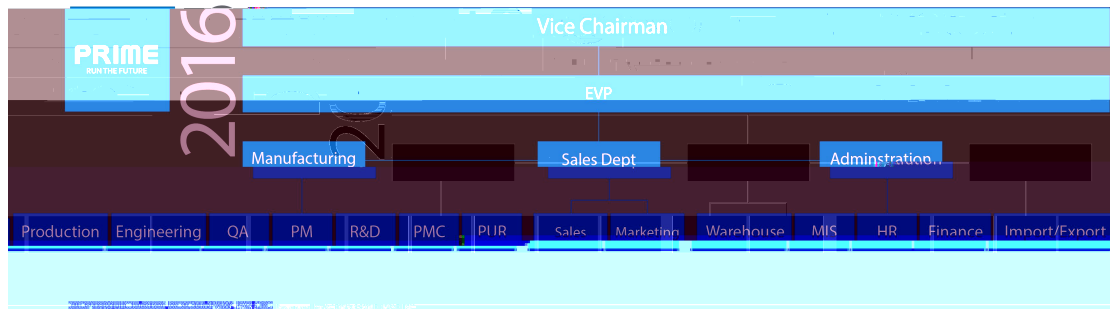 Vice Chairman
PRIME
RUN THE FUTURE
2016
EVP
20
Manufacturing
Sales Dept
Adminstration
Production
Engineering
QA
PM
R&D
PMC
PUR
Sales
Marketing
Warehouse
MIS
HR
Finance
Import/Export